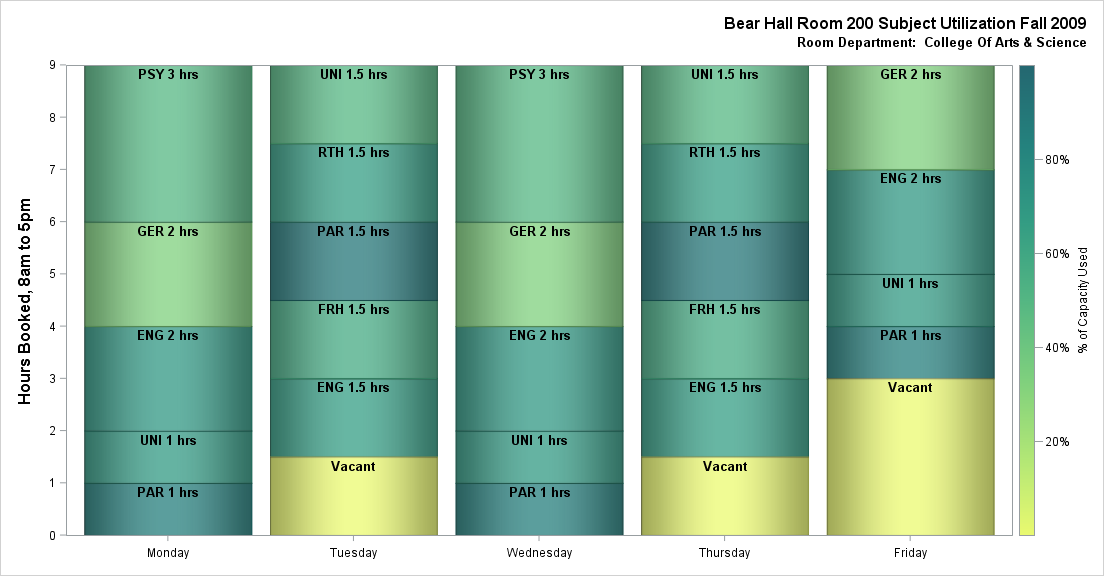 Bear Hall Room 200 Subject Utilization Fall 2009
Room Department:  College Of Arts & Science
Hours Booked, 8am to 5pm
9
8
7
6
5
4
3
2
1
0
PSY 3 hrs
GER 2 hrs
ENG 2 hrs
UNI 1 hrs
PAR 1 hrs
Monday
UNI 1.5 hrs
RTH 1.5 hrs
PAR 1.5 hrs
FRH 1.5 hrs
ENG 1.5 hrs
Vacant
Tuesday
PSY 3 hrs
GER 2 hrs
ENG 2 hrs
UNI 1 hrs
PAR 1 hrs
Wednesday
UNI 1.5 hrs
RTH 1.5 hrs
PAR 1.5 hrs
FRH 1.5 hrs
ENG 1.5 hrs
Vacant
Thursday
GER 2 hrs
ENG 2 hrs
UNI 1 hrs
PAR 1 hrs
Vacant
Friday
80%
60%
40%
20%
% of Capacity Used